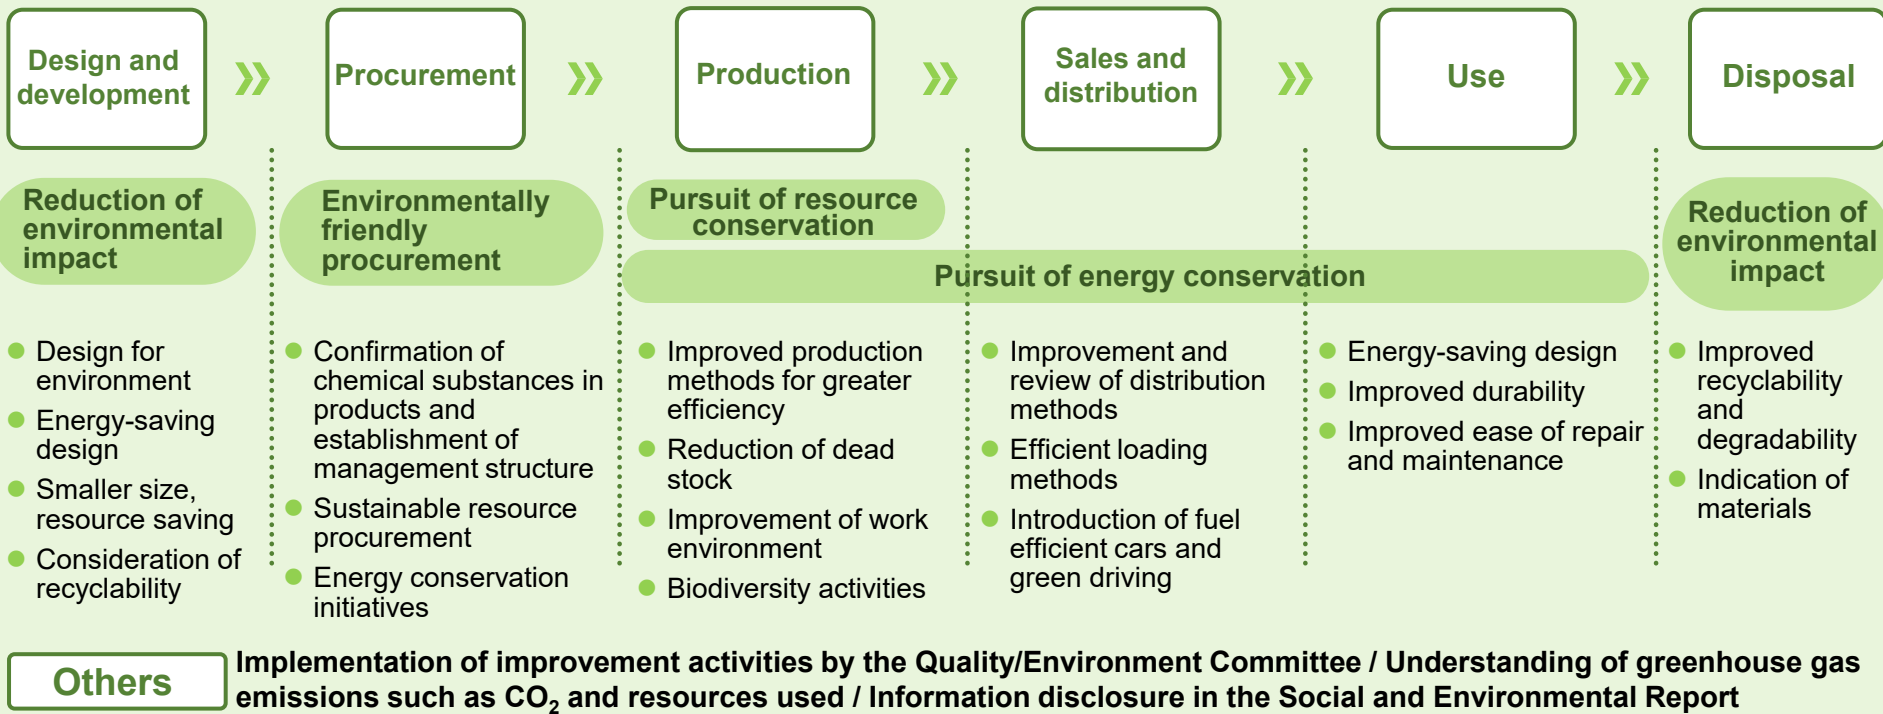 Design and
development
Procurement
Production
Sales and
distribution
Use
Disposal
Reduction of
environmental
impact
Environmentally
friendly
procurement
Pursuit of resource
conservation
Pursuit of energy conservation
Reduction of
environmental
impact
Design for
environment
Energy-saving
design
Smaller size,
resource saving
Consideration of
recyclability
Confirmation of
chemical substances in
products and
establishment of
management structure
Sustainable resource
procurement
Energy conservation
initiatives
Improved production
methods for greater
efficiency
Reduction of dead
stock
Improvement of work
environment
Biodiversity activities
Improvement and
review of distribution
methods
Efficient loading
methods
Introduction of fuel
efficient cars and
green driving
Energy-saving design
Improved durability
Improved ease of repair
and maintenance
Improved
recyclability
and
degradability
Indication of
materials
Others
Implementation of improvement activities by the Quality/Environment Committee / Understanding of greenhouse gas
emissions such as CO₂ and resources used / Information disclosure in the Social and Environmental Report